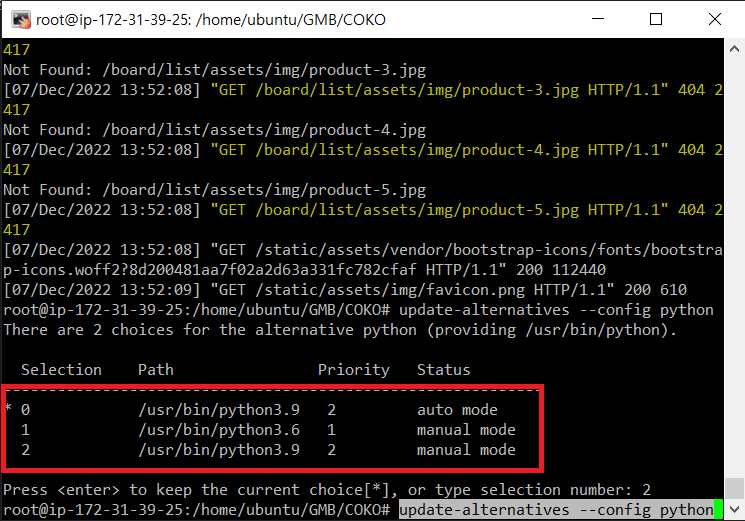 root@ip-172-31-39-25: /home/ubuntu/GMB/COKO
417
Not Found: /board/list/assets/img/product-3.jpg
[07/Dec/2022 13:52:08] "GET /board/list/assets/img/product-3.jpg HTTP/1.1" 404 2
417
Not Found: /board/list/assets/img/product-4.jpg
[07/Dec/2022 13:52:08] "GET /board/list/assets/img/product-4.jpg HTTP/1.1" 404 2
417
Not Found: /board/list/assets/img/product-5.jpg
[07/Dec/2022 13:52:08] "GET /board/list/assets/img/product-5.jpg HTTP/1.1" 404 2
417
[07/Dec/2022 13:52:08] "GET /static/assets/vendor/bootstrap-icons/fonts/bootstra
p-icons.woff2?8d200481aa7f02a2d63a331fc782cfaf HTTP/1.1" 200 112440
[07/Dec/2022 13:52:09] "GET /static/assets/img/favicon.png HTTP/1.1" 200 610
root@ip-172-31-39-25:/home/ubuntu/GMB/COKO# update-alternatives --config python
There are 2 choices for the alternative python (providing /usr/bin/python).
Selection Path Priority Status
------------------------------------------------------------
* 0 /usr/bin/python3.9 2 auto mode
1 /usr/bin/python3.6 1 manual mode
2 /usr/bin/python3.9 2 manual mode
Press <enter> to keep the current choice[*], or type selection number: 2
root@ip-172-31-39-25:/home/ubuntu/GMB/COKO# update-alternatives --config python